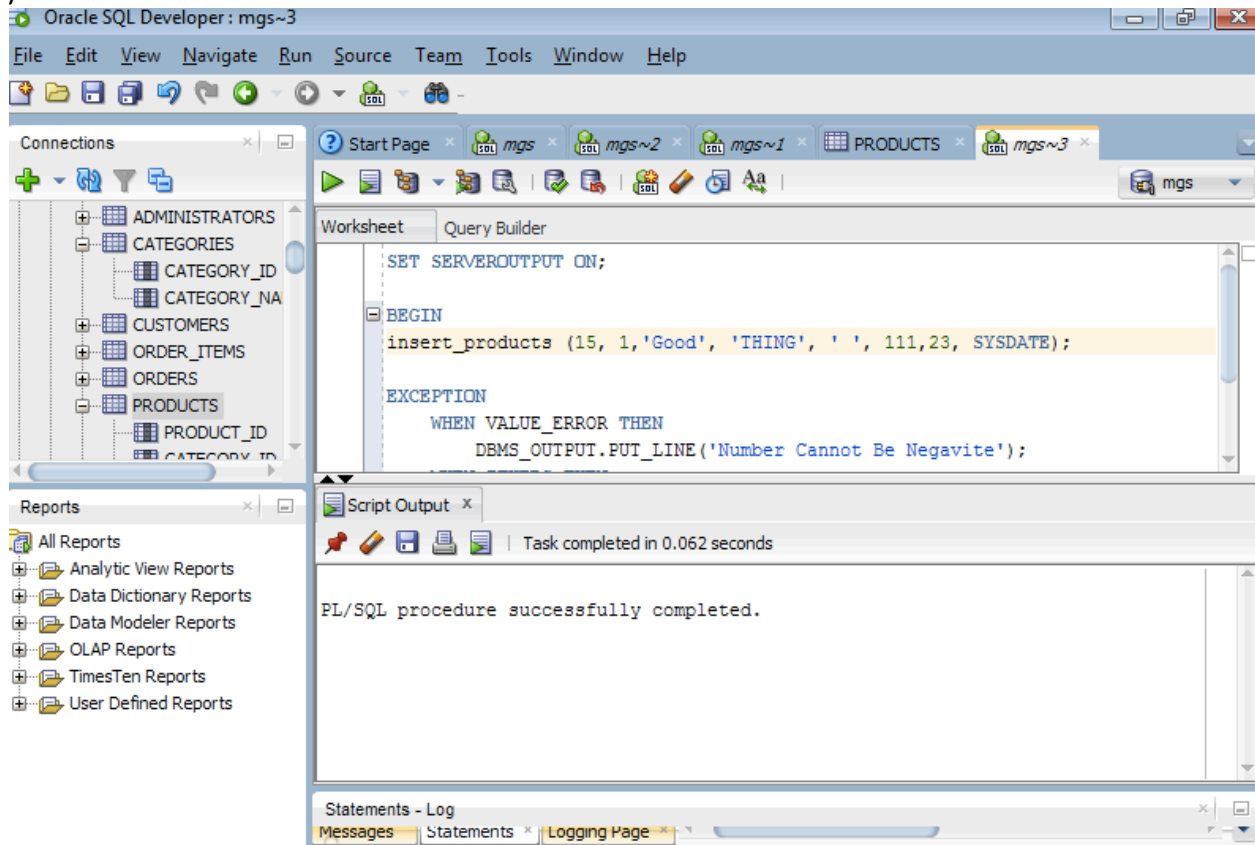 Oracle SQL Developer : mgs~3
File Edit View Navigate Run Source Team Tools Window Help
Connections
Start Page mgs mgs~2 mgs~1 PRODUCTS mgs~3
mgs
ADMINISTRATORS
CATEGORIES
CATEGORY_ID
CATEGORY_NA
CUSTOMERS
ORDER_ITEMS
ORDERS
PRODUCTS
PRODUCT_ID
CATEGORY_ID
Worksheet Query Builder
SET SERVEROUTPUT ON;
BEGIN
insert_products (15, 1,'Good', 'THING', ' ', 111,23, SYSDATE);
EXCEPTION
WHEN VALUE_ERROR THEN
DBMS_OUTPUT.PUT_LINE('Number Cannot Be Negavite');
Reports
All Reports
Analytic View Reports
Data Dictionary Reports
Data Modeler Reports
OLAP Reports
TimesTen Reports
User Defined Reports
Script Output
Task completed in 0.062 seconds
PL/SQL procedure successfully completed.
Statements - Log
Messages Statements Logging Page